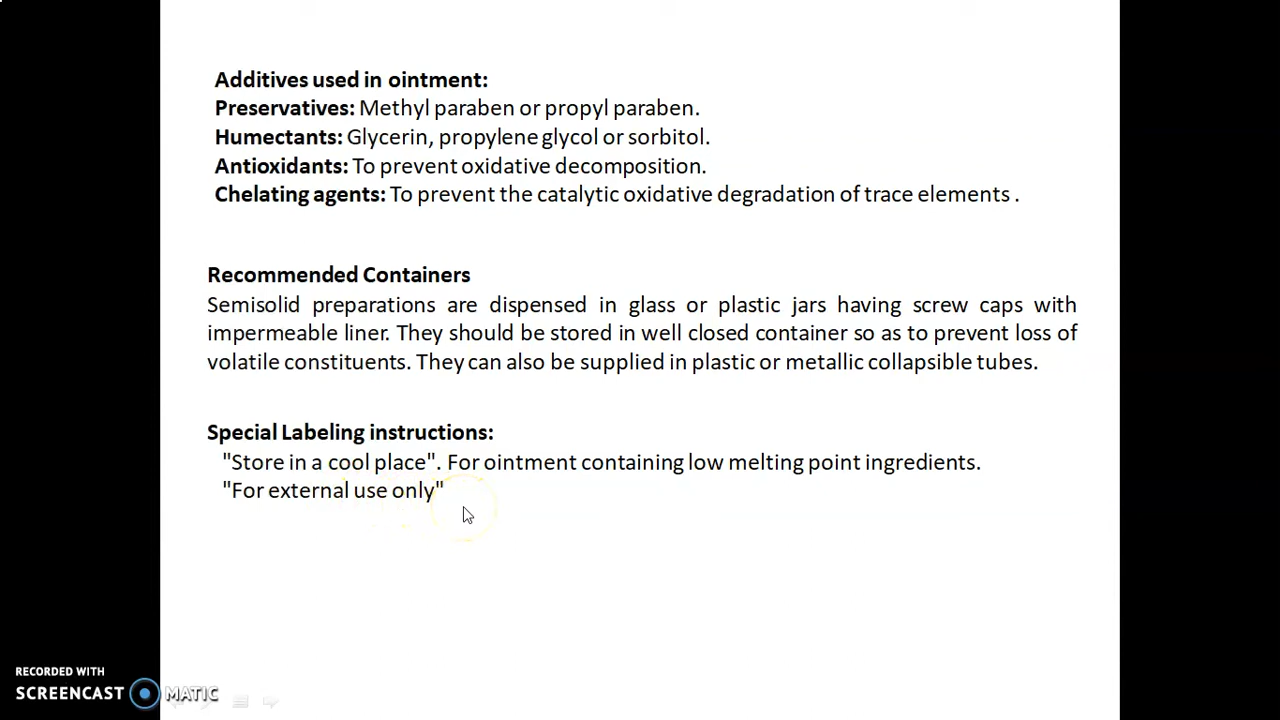 Additives used in ointment:
Preservatives: Methyl paraben or propyl paraben.
Humectants: Glycerin, propylene glycol or sorbitol.
Antioxidants: To prevent oxidative decomposition.
Chelating agents: To prevent the catalytic oxidative degradation of trace elements .
Recommended Containers
Semisolid preparations are dispensed in glass or plastic jars having screw caps with
impermeable liner. They should be stored in well closed container so as to prevent loss of
volatile constituents. They can also be supplied in plastic or metallic collapsible tubes.
Special Labeling instructions:
"Store in a cool place". For ointment containing low melting point ingredients.
"For external use only"
RECORDED WITH
SCREENCAST MATIC